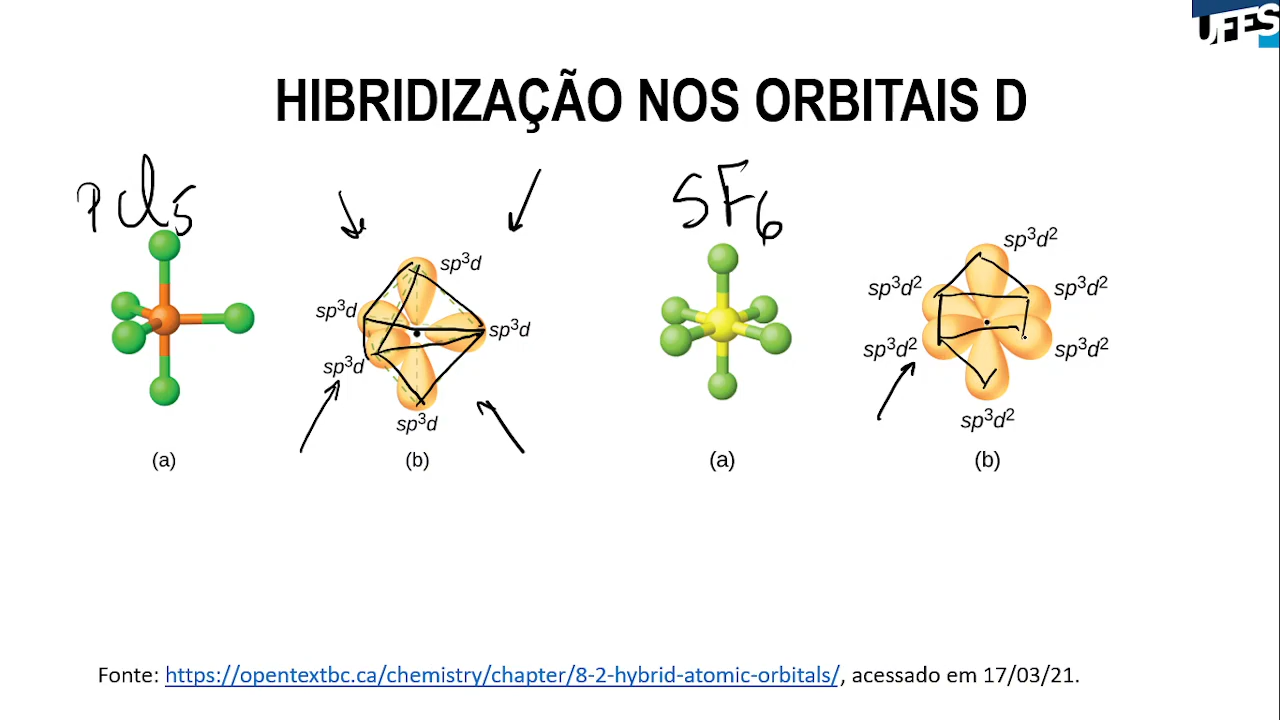 UFES
HIBRIDIZAÇÃO NOS ORBITAIS D
PCl5
SF6
sp³d
sp³d
sp³d
sp³d
sp³d
(a)
(b)
sp³d²
sp³d²
sp³d²
sp³d²
sp³d²
sp³d²
(a)
(b)
Fonte: https://opentextbc.ca/chemistry/chapter/8-2-hybrid-atomic-orbitals/, acessado em 17/03/21.